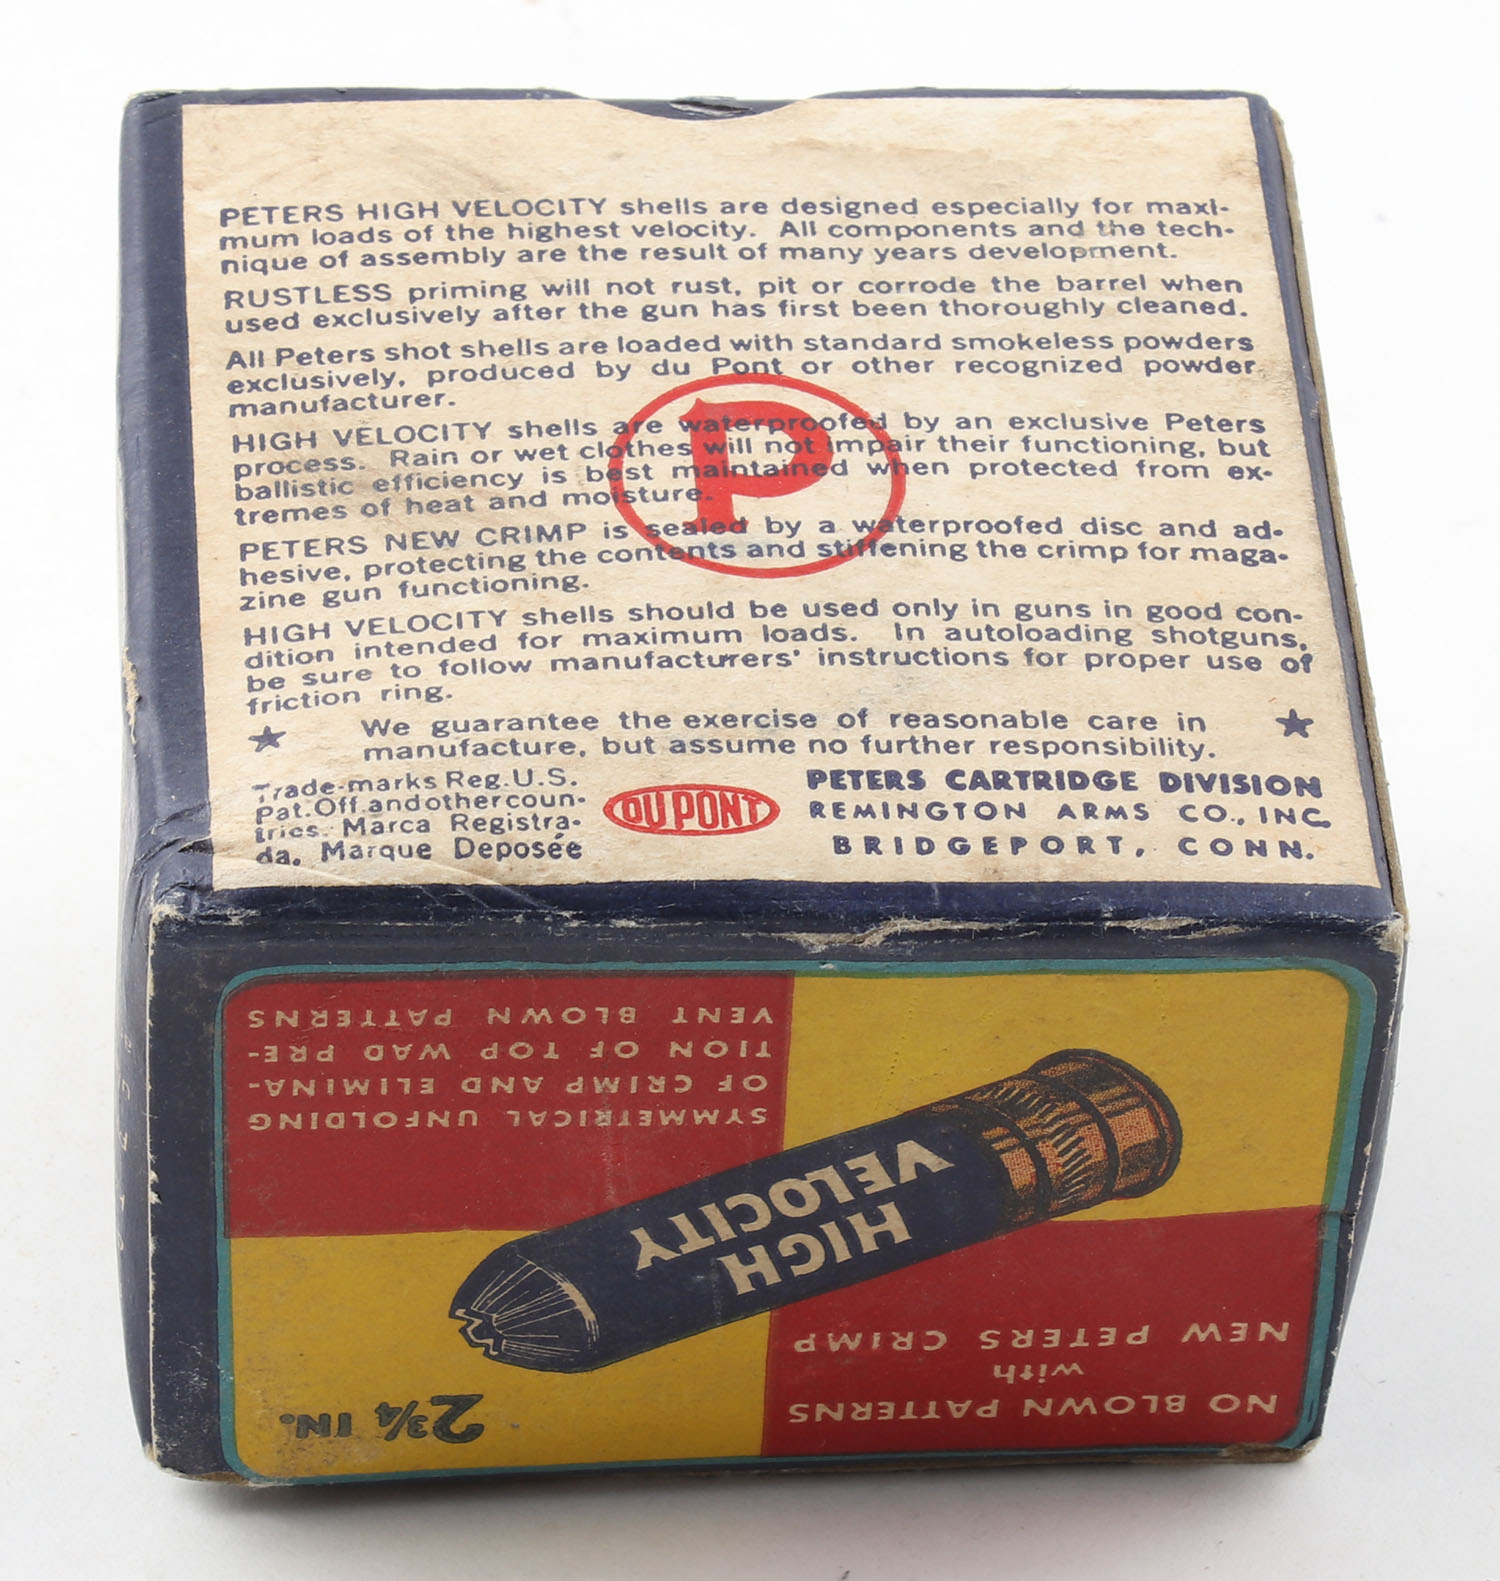 PETERS HIGH VELOCITY shells are designed especially for maxi-
mum loads of the highest velocity. All components and the tech-
nique of assembly are the result of many years development.
RUSTLESS priming will not rust, pit or corrode the barrel when
used exclusively after the gun has first been thoroughly cleaned.
All Peters shot shells are loaded with standard smokeless powders
exclusively, produced by du Pont or other recognized powder
manufacturer.
HIGH VELOCITY shells are waterproofed by an exclusive Peters
process. Rain or wet clothes will not impair their functioning, but
ballistic efficiency is best maintained when protected from ex-
tremes of heat and moisture.
P
PETERS NEW CRIMP is sealed by a waterproofed disc and ad-
hesive, protecting the contents and stiffening the crimp for maga-
zine gun functioning.
HIGH VELOCITY shells should be used only in guns in good con-
dition intended for maximum loads. In autoloading shotguns,
be sure to follow manufacturers' instructions for proper use of
friction ring.
★ We guarantee the exercise of reasonable care in ★
manufacture, but assume no further responsibility.
Trade-marks Reg. U.S.
Pat. Off. and other coun-
tries. Marca Registra-
da, Marque Deposée
DU PONT
PETERS CARTRIDGE DIVISION
REMINGTON ARMS CO., INC.
BRIDGEPORT, CONN.
NO BLOWN PATTERNS
with
NEW PETERS CRIMP
2¾ IN.
HIGH
VELOCITY
SYMMETRICAL UNFOLDING
OF CRIMP AND ELIMINA-
TION OF TOP WAD PRE-
VENT BLOWN PATTERNS